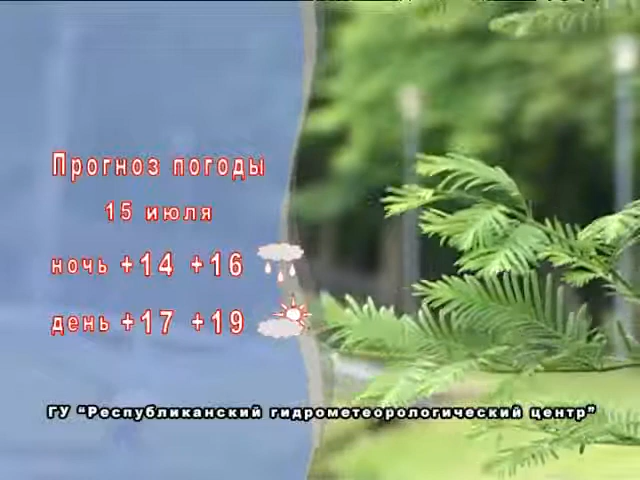 Прогноз погоды
15 июля
ночь +14 +16
день +17 +19
ГУ "Республиканский гидрометеорологический центр"